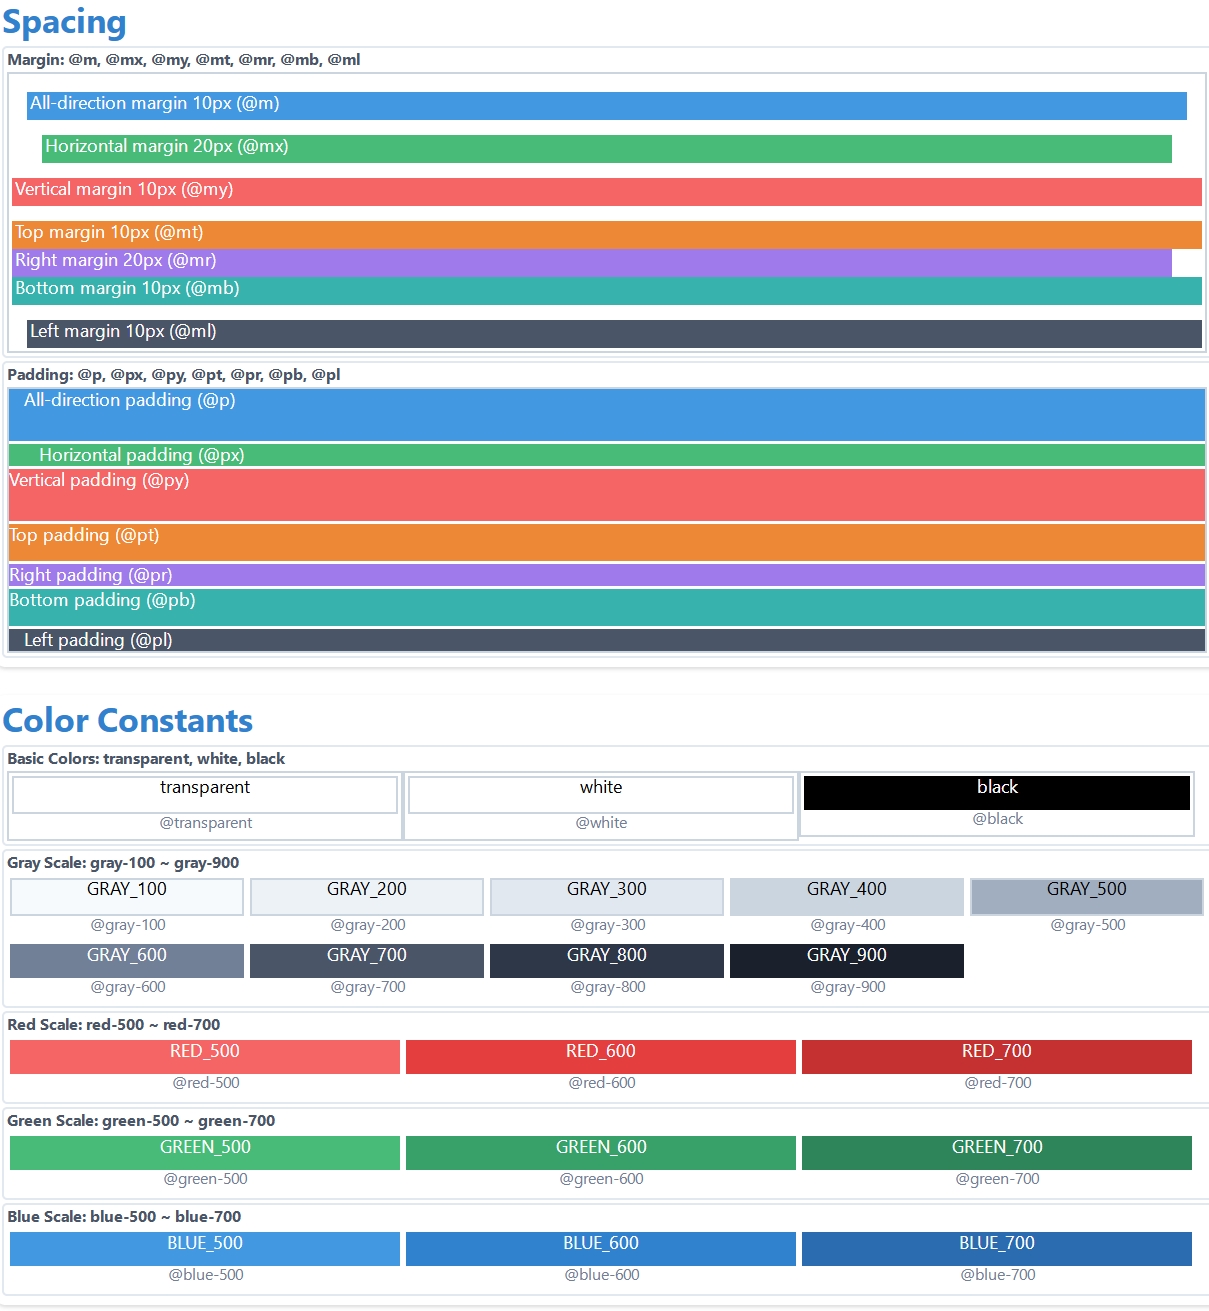 Spacing
Margin: @m, @mx, @my, @mt, @mr, @mb, @ml
All-direction margin 10px (@m)
Horizontal margin 20px (@mx)
Vertical margin 10px (@my)
Top margin 10px (@mt)
Right margin 20px (@mr)
Bottom margin 10px (@mb)
Left margin 10px (@ml)
Padding: @p, @px, @py, @pt, @pr, @pb, @pl
All-direction padding (@p)
Horizontal padding (@px)
Vertical padding (@py)
Top padding (@pt)
Right padding (@pr)
Bottom padding (@pb)
Left padding (@pl)
Color Constants
Basic Colors: transparent, white, black
transparent white black
@transparent @white @black
Gray Scale: gray-100 ~ gray-900
GRAY_100 GRAY_200 GRAY_300 GRAY_400 GRAY_500
@gray-100 @gray-200 @gray-300 @gray-400 @gray-500
GRAY_600 GRAY_700 GRAY_800 GRAY_900
@gray-600 @gray-700 @gray-800 @gray-900
Red Scale: red-500 ~ red-700
RED_500 RED_600 RED_700
@red-500 @red-600 @red-700
Green Scale: green-500 ~ green-700
GREEN_500 GREEN_600 GREEN_700
@green-500 @green-600 @green-700
Blue Scale: blue-500 ~ blue-700
BLUE_500 BLUE_600 BLUE_700
@blue-500 @blue-600 @blue-700